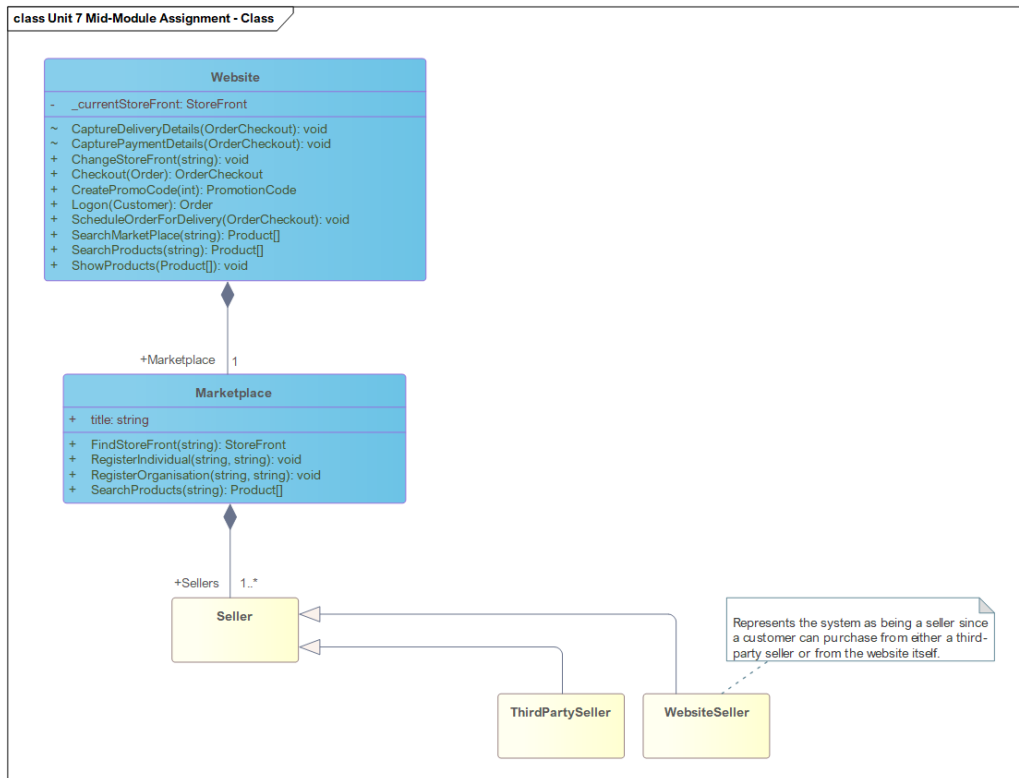 class Unit 7 Mid-Module Assignment - Class
Website
- _currentStoreFront: StoreFront
~ CaptureDeliveryDetails(OrderCheckout): void
~ CapturePaymentDetails(OrderCheckout): void
+ ChangeStoreFront(string): void
+ Checkout(Order): OrderCheckout
+ CreatePromoCode(int): PromotionCode
+ Logon(Customer): Order
+ ScheduleOrderForDelivery(OrderCheckout): void
+ SearchMarketPlace(string): Product[]
+ SearchProducts(string): Product[]
+ ShowProducts(Product[]): void
+Marketplace 1
Marketplace
+ title: string
+ FindStoreFront(string): StoreFront
+ RegisterIndividual(string, string): void
+ RegisterOrganisation(string, string): void
+ SearchProducts(string): Product[]
+Sellers 1..*
Seller
Represents the system as being a seller since
a customer can purchase from either a third-
party seller or from the website itself.
ThirdPartySeller
WebsiteSeller